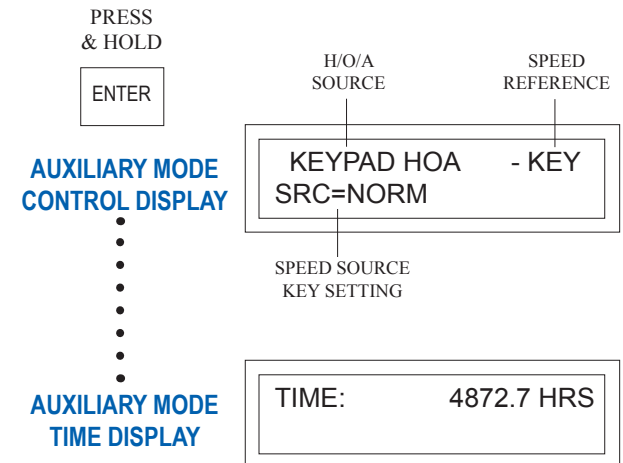 PRESS
& HOLD
ENTER
H/O/A
SOURCE
SPEED
REFERENCE
AUXILIARY MODE
CONTROL DISPLAY
KEYPAD HOA - KEY
SRC=NORM
SPEED SOURCE
KEY SETTING
AUXILIARY MODE
TIME DISPLAY
TIME: 4872.7 HRS